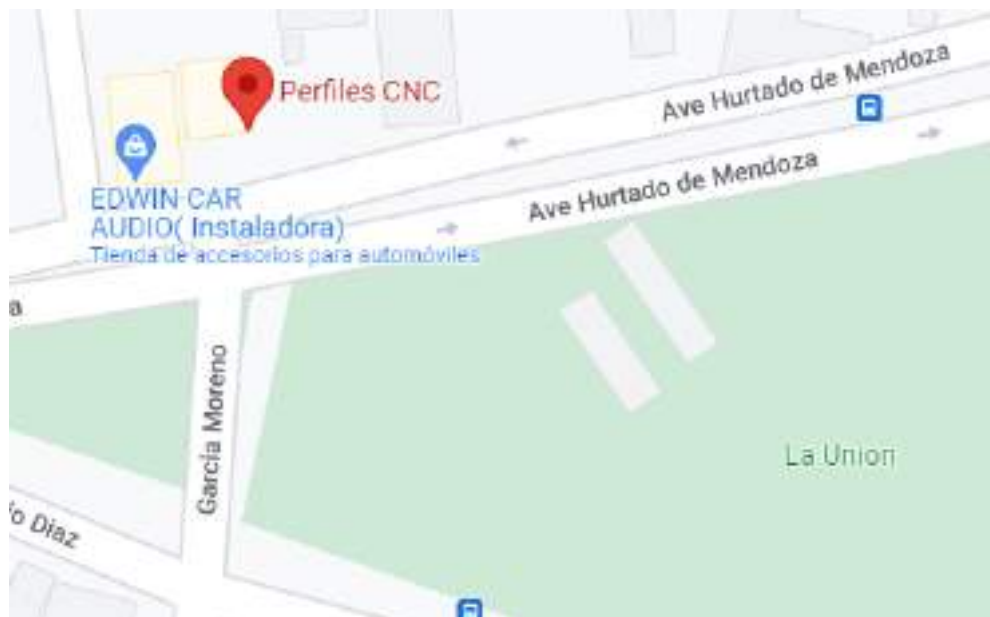 Ave Hurtado de Mendoza
Perfiles CNC
Ave Hurtado de Mendoza
EDWIN CAR
AUDIO( Instaladora)
Tienda de accesorios para automóviles
a
Garcia Moreno
La Union
o Diaz